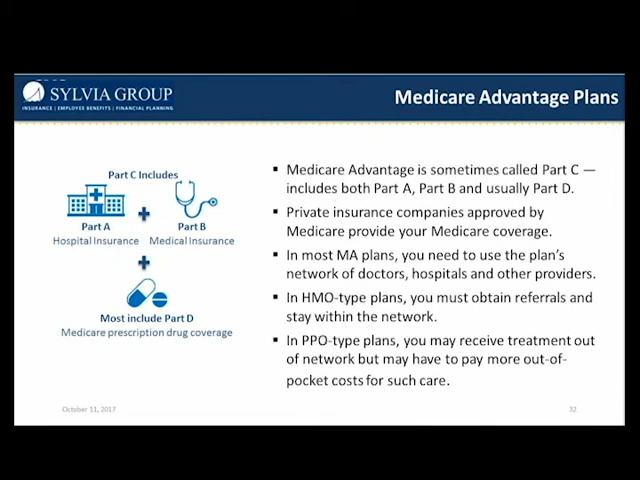 SYLVIA GROUP
INSURANCE | EMPLOYEE BENEFITS | FINANCIAL PLANNING
Medicare Advantage Plans
Part C Includes
Part A
Hospital Insurance
Part B
Medical Insurance
Most include Part D
Medicare prescription drug coverage
▪ Medicare Advantage is sometimes called Part C —
includes both Part A, Part B and usually Part D.
▪ Private insurance companies approved by
Medicare provide your Medicare coverage.
▪ In most MA plans, you need to use the plan's
network of doctors, hospitals and other providers.
▪ In HMO-type plans, you must obtain referrals and
stay within the network.
▪ In PPO-type plans, you may receive treatment out
of network but may have to pay more out-of-
pocket costs for such care.
October 11, 2017
32